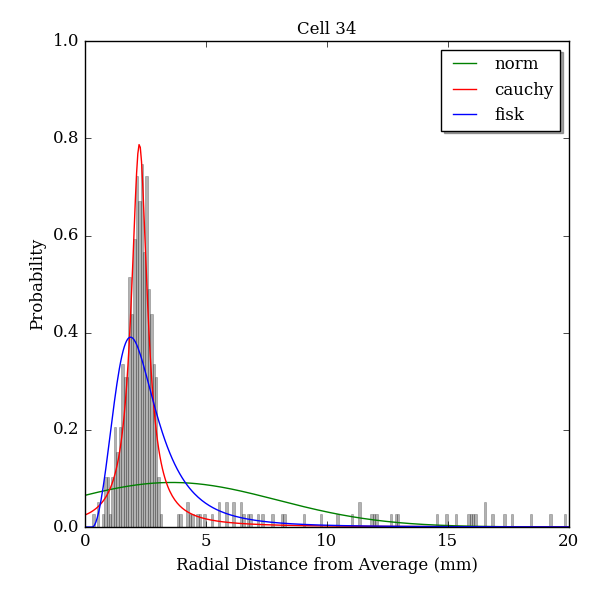 Cell 34
1.0
norm
cauchy
fisk
0.8
0.6
Probability
0.4
0.2
0.0
0 5 10 15 20
Radial Distance from Average (mm)